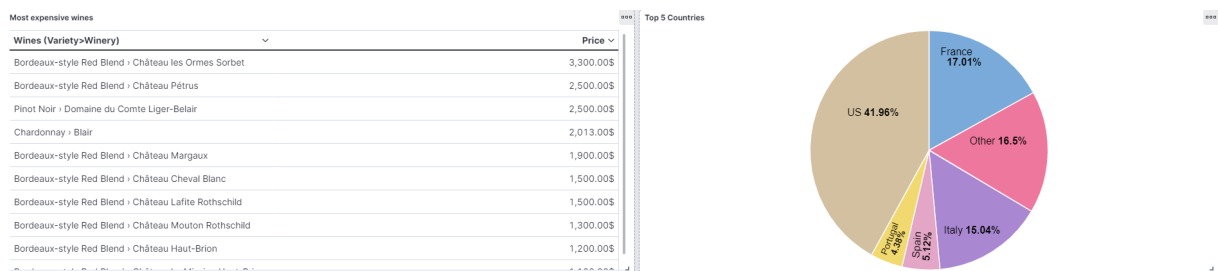 Most expensive wines
Wines (Variety>Winery) Price
Bordeaux-style Red Blend › Château les Ormes Sorbet 3,300.00$
Bordeaux-style Red Blend › Château Pétrus 2,500.00$
Pinot Noir › Domaine du Comte Liger-Belair 2,500.00$
Chardonnay › Blair 2,013.00$
Bordeaux-style Red Blend › Château Margaux 1,900.00$
Bordeaux-style Red Blend › Château Cheval Blanc 1,500.00$
Bordeaux-style Red Blend › Château Lafite Rothschild 1,500.00$
Bordeaux-style Red Blend › Château Mouton Rothschild 1,300.00$
Bordeaux-style Red Blend › Château Haut-Brion 1,200.00$
Top 5 Countries
France
17.01%
US 41.96%
Other 16.5%
Italy 15.04%
Spain
5.12%
Portugal
4.38%